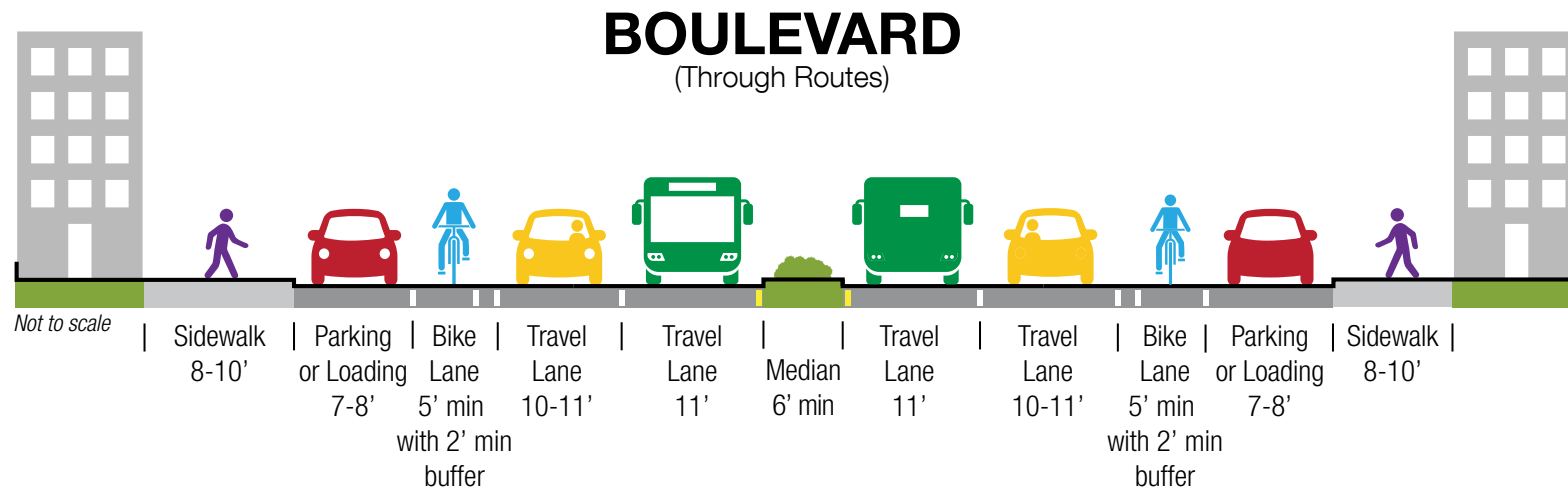 BOULEVARD
(Through Routes)
Not to scale
Sidewalk
8-10’
Parking
or Loading
7-8’
Bike
Lane
5’ min
with 2’ min
buffer
Travel
Lane
10-11’
Travel
Lane
11’
Median
6’ min
Travel
Lane
11’
Travel
Lane
10-11’
Bike
Lane
5’ min
with 2’ min
buffer
Parking
or Loading
7-8’
Sidewalk
8-10’